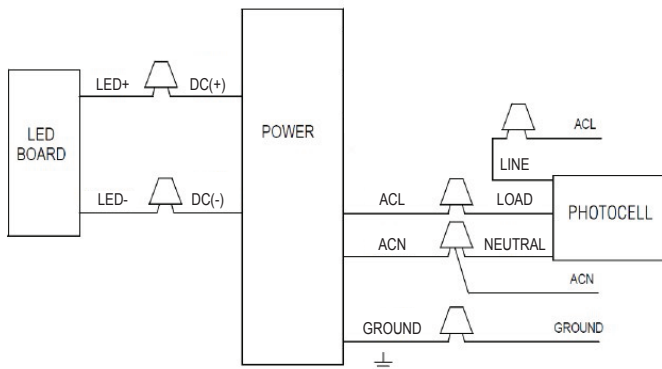 LED+
DC(+)
LED
BOARD
POWER
ACL
LINE
LED-
DC(-)
ACL
LOAD
PHOTOCELL
ACN
NEUTRAL
ACN
GROUND
GROUND